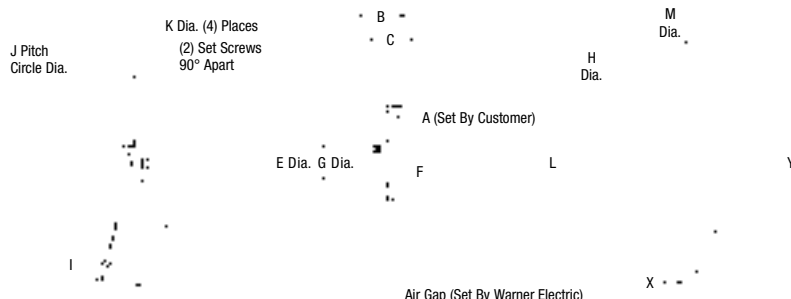 B
M
Dia.
K Dia. (4) Places
C
(2) Set Screws
90° Apart
J Pitch
Circle Dia.
H
Dia.
A (Set By Customer)
E Dia. G Dia.
F
L
Y
I
X
Air Gap (Set By Warner Electric)